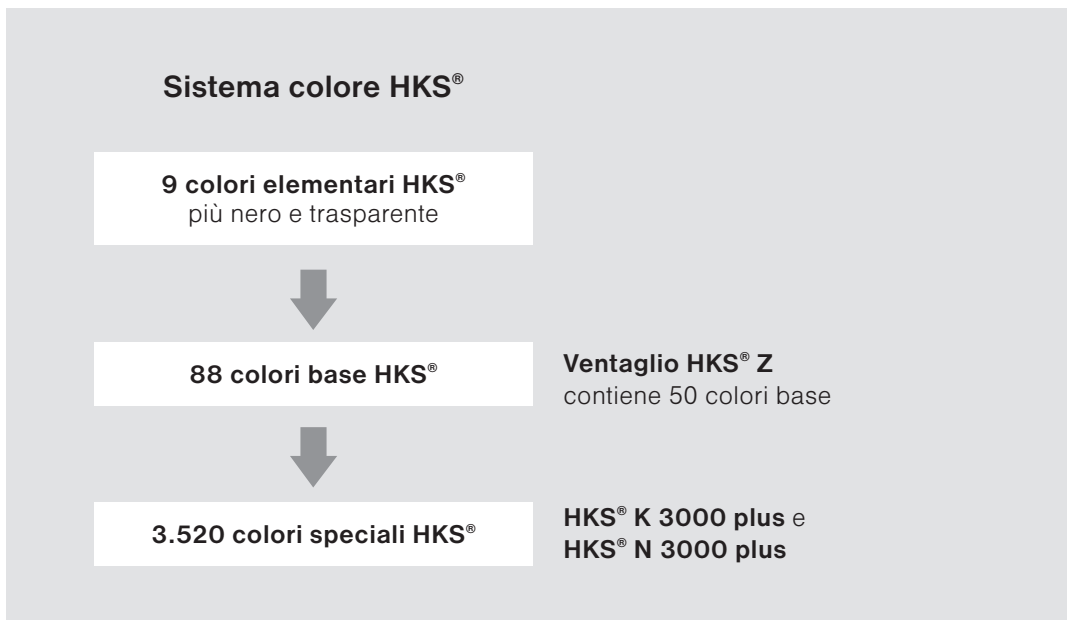 Sistema colore HKS®
9 colori elementari HKS®
più nero e trasparente
88 colori base HKS®
Ventaglio HKS® Z
contiene 50 colori base
3.520 colori speciali HKS®
HKS® K 3000 plus e
HKS® N 3000 plus